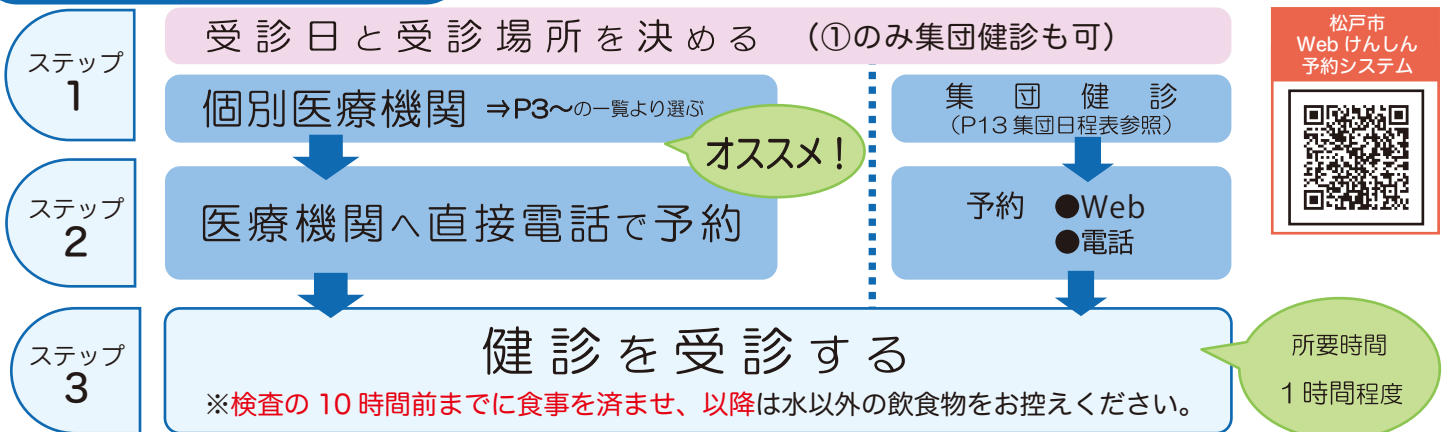 ステップ
1
受診日と受診場所を決める (①のみ集団健診も可)
個別医療機関 ⇒P3～の一覧より選ぶ
オススメ！
集団健診
(P13 集団日程表参照)
松戸市
Web けんしん
予約システム
ステップ
2
医療機関へ直接電話で予約
予約 ●Web
●電話
ステップ
3
健診を受診する
※検査の 10 時間前までに食事を済ませ、以降は水以外の飲食物をお控えください。
所要時間
1時間程度